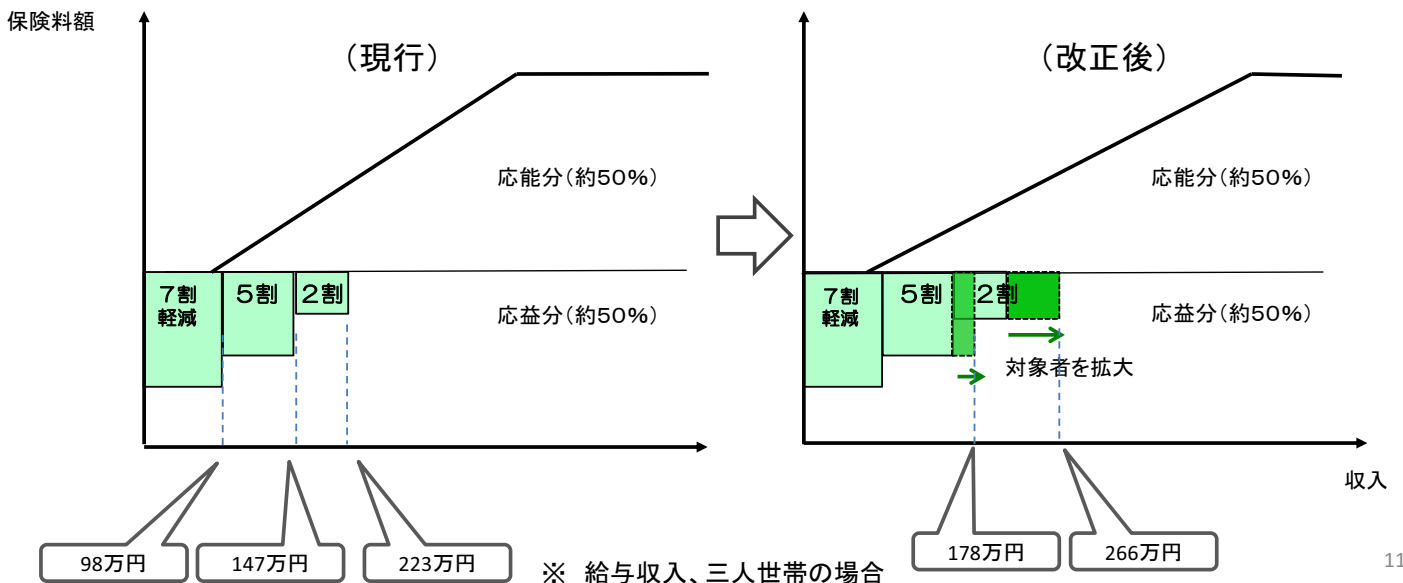 保険料額
（現行）
応能分（約50％）
7割
軽減
5割
2割
応益分（約50％）
98万円
147万円
223万円
（改正後）
応能分（約50％）
7割
軽減
5割
2割
応益分（約50％）
対象者を拡大
収入
178万円
266万円
※ 給与収入、三人世帯の場合
11